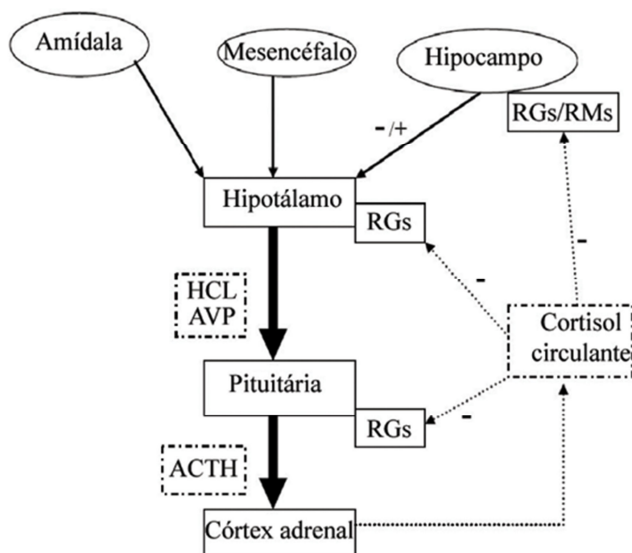 Amídala
Mesencéfalo
Hipocampo
RGs/RMs
- /+
Hipotálamo
RGs
-
-
HCL
AVP
Cortisol
circulante
Pituitária
RGs
-
ACTH
Córtex adrenal